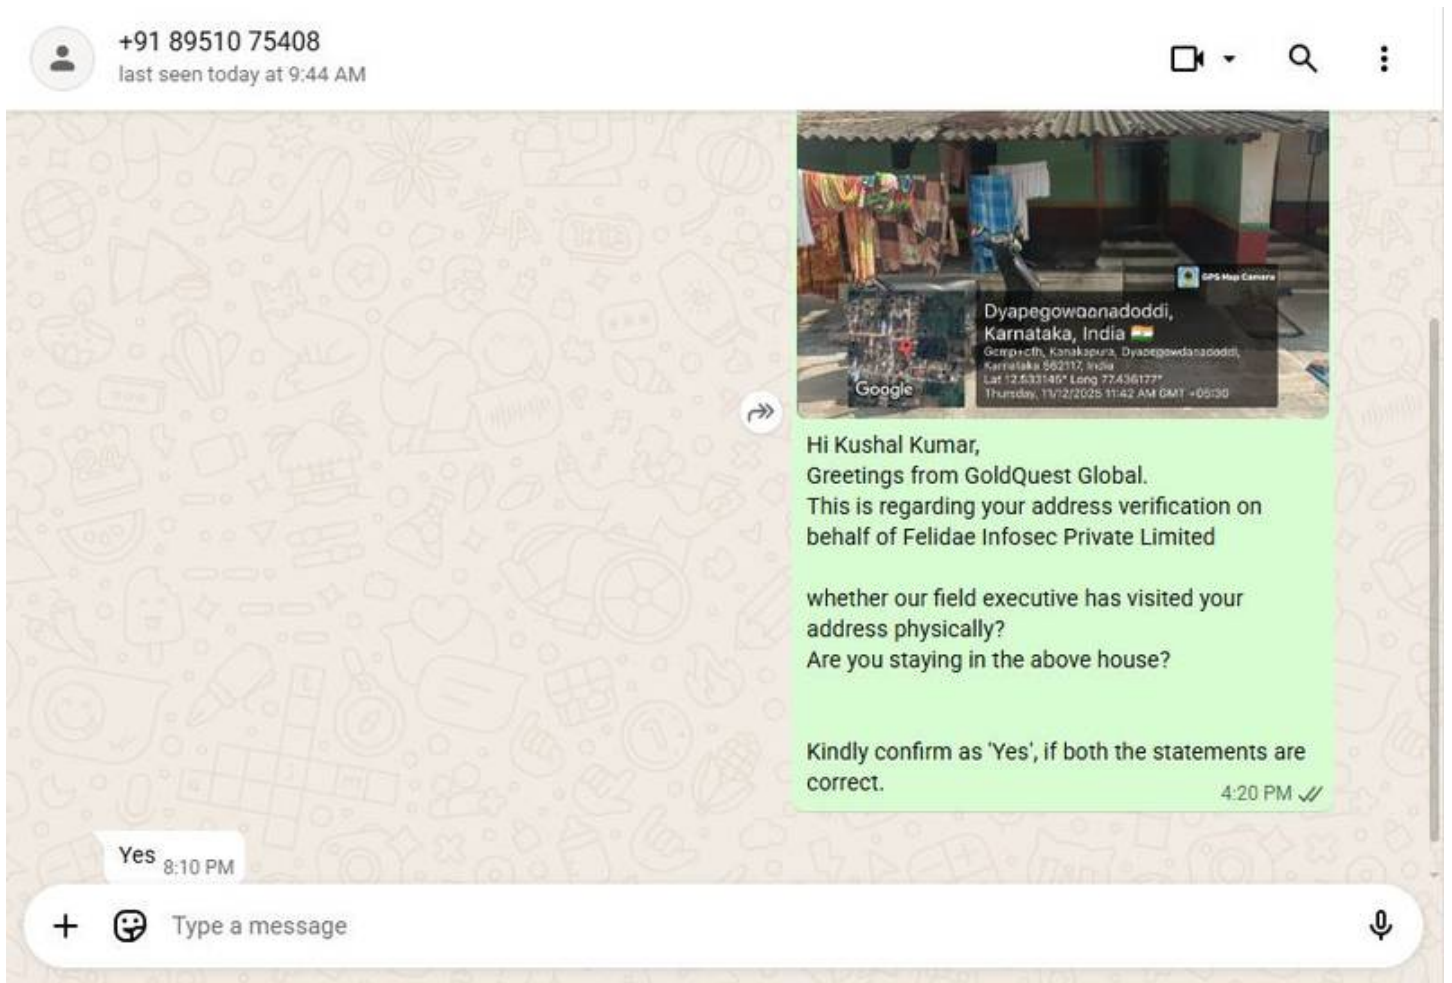 +91 89510 75408
last seen today at 9:44 AM
GPS Map Camera
Dyapegowdanadoddi,
Karnataka, India
Kanakapura, Dyapegowdanadoddi,
Karnataka 562117, India
Lat 12.533145° Long 77.436177°
Thursday, 11/12/2025 11:42 AM GMT +05:30
Google
Hi Kushal Kumar,
Greetings from GoldQuest Global.
This is regarding your address verification on
behalf of Felidae Infosec Private Limited
whether our field executive has visited your
address physically?
Are you staying in the above house?
Kindly confirm as 'Yes', if both the statements are
correct.
4:20 PM
Yes
8:10 PM
Type a message